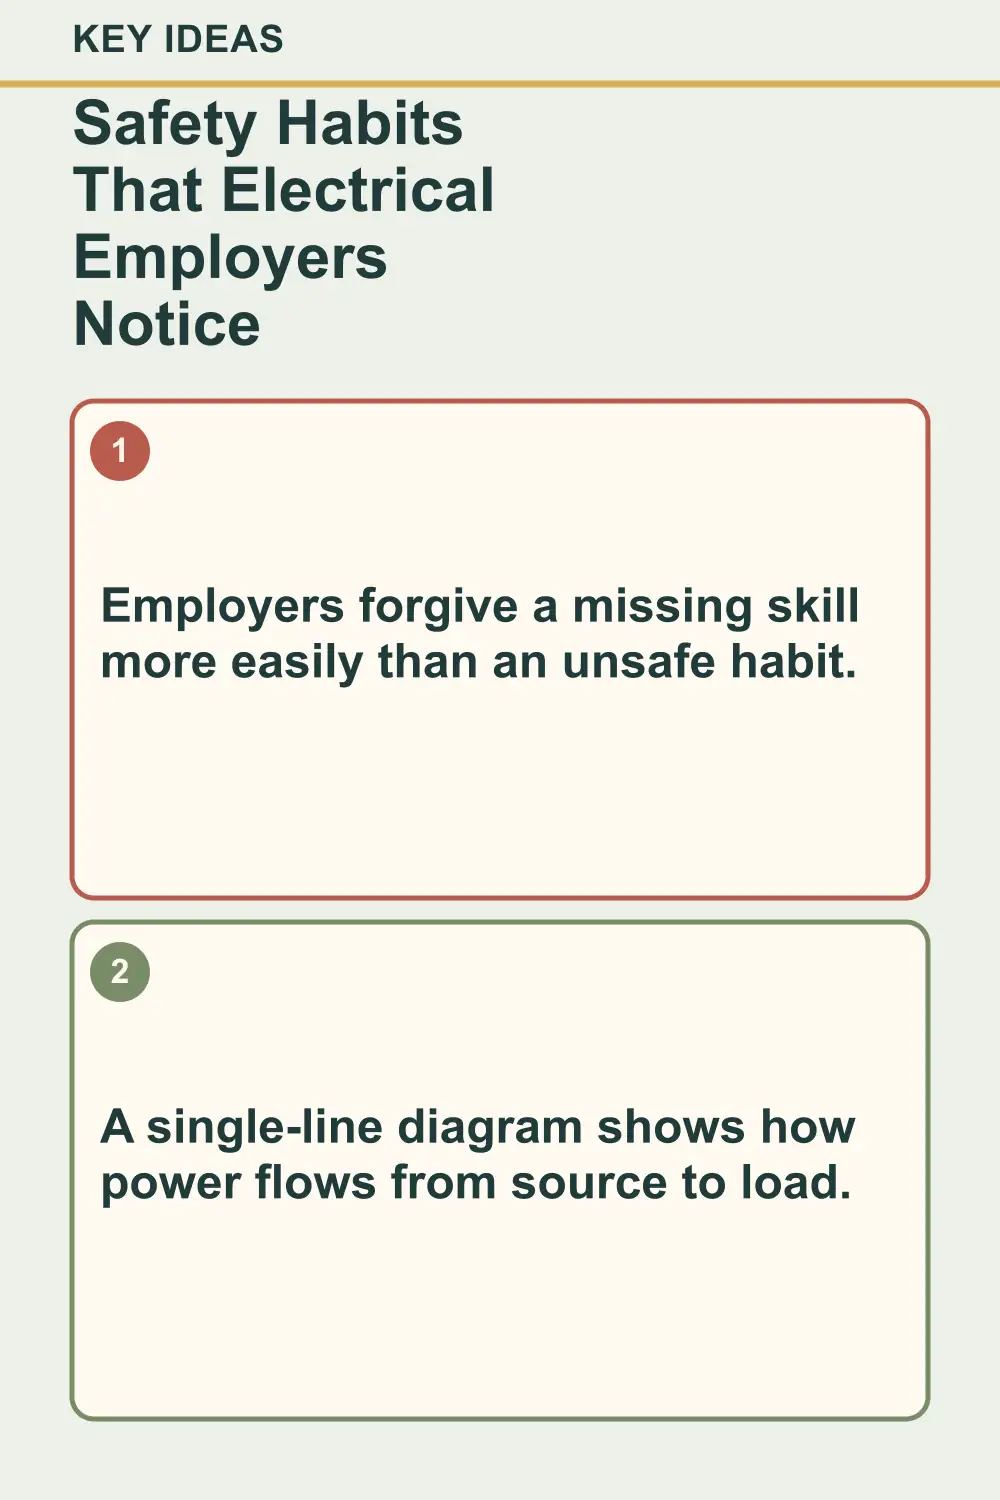 KEY IDEAS
Safety Habits
That Electrical
Employers
Notice
1
Employers forgive a missing skill
more easily than an unsafe habit.
2
A single-line diagram shows how
power flows from source to load.